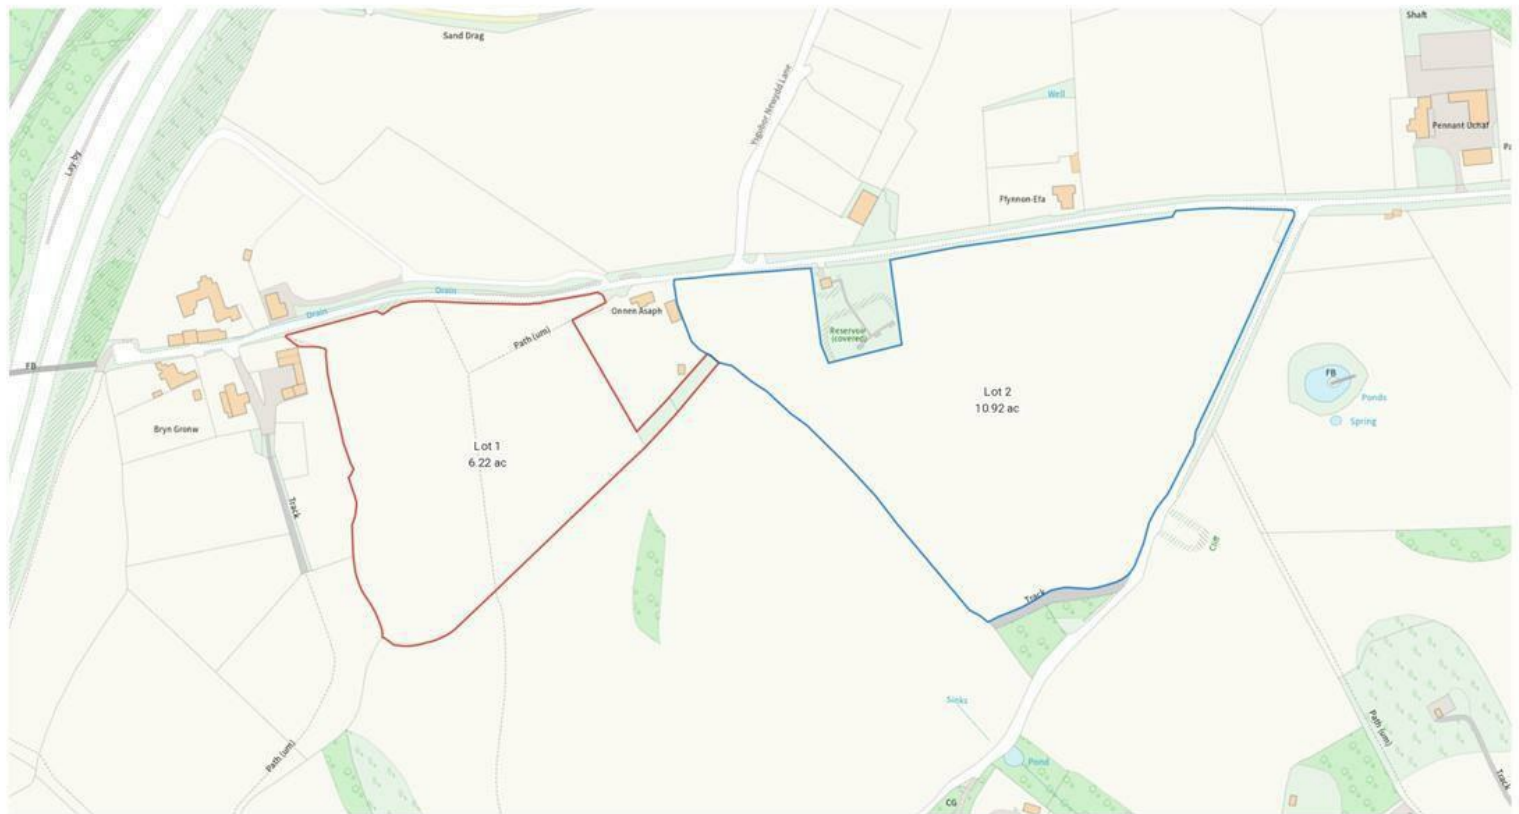 Shaft
Sand Drag
Ysgubor Newydd Lane
Well
Pennant Uchaf
Lay-by
Ffynnon-Efa
Drain
Drain
Onnen Asaph
Path (um)
Reservoir
(covered)
FB
FB
Ponds
Spring
Lot 2
10.92 ac
Bryn Gronw
Lot 1
6.22 ac
Track
Cliff
Track
Sinks
Path (um)
Path (um)
Pond
Track
CG